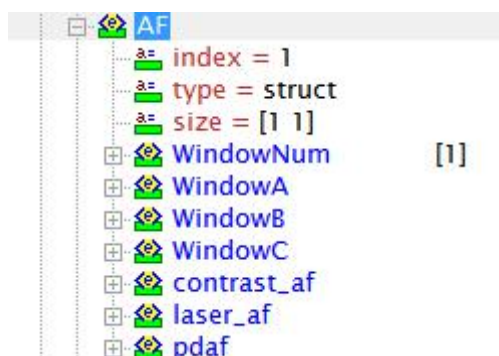 AF
index = 1
type = struct
size = [1 1]
WindowNum [1]
WindowA
WindowB
WindowC
contrast_af
laser_af
pdaf